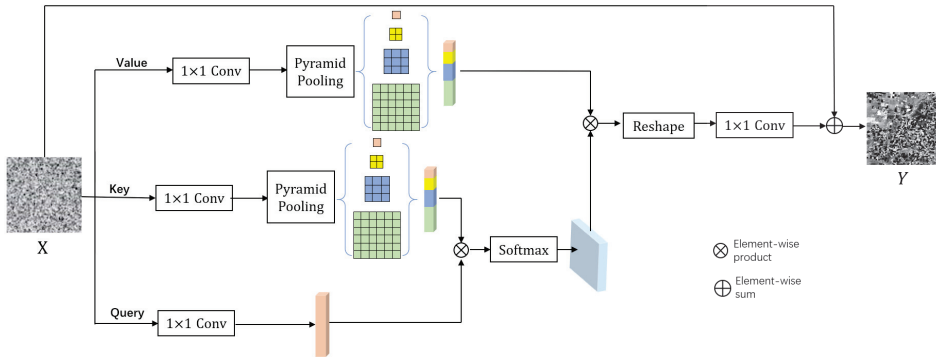 Value
1×1 Conv
Pyramid
Pooling
Reshape
1×1 Conv
Y
X
Key
1×1 Conv
Pyramid
Pooling
Softmax
Element-wise
product
Element-wise
sum
Query
1×1 Conv